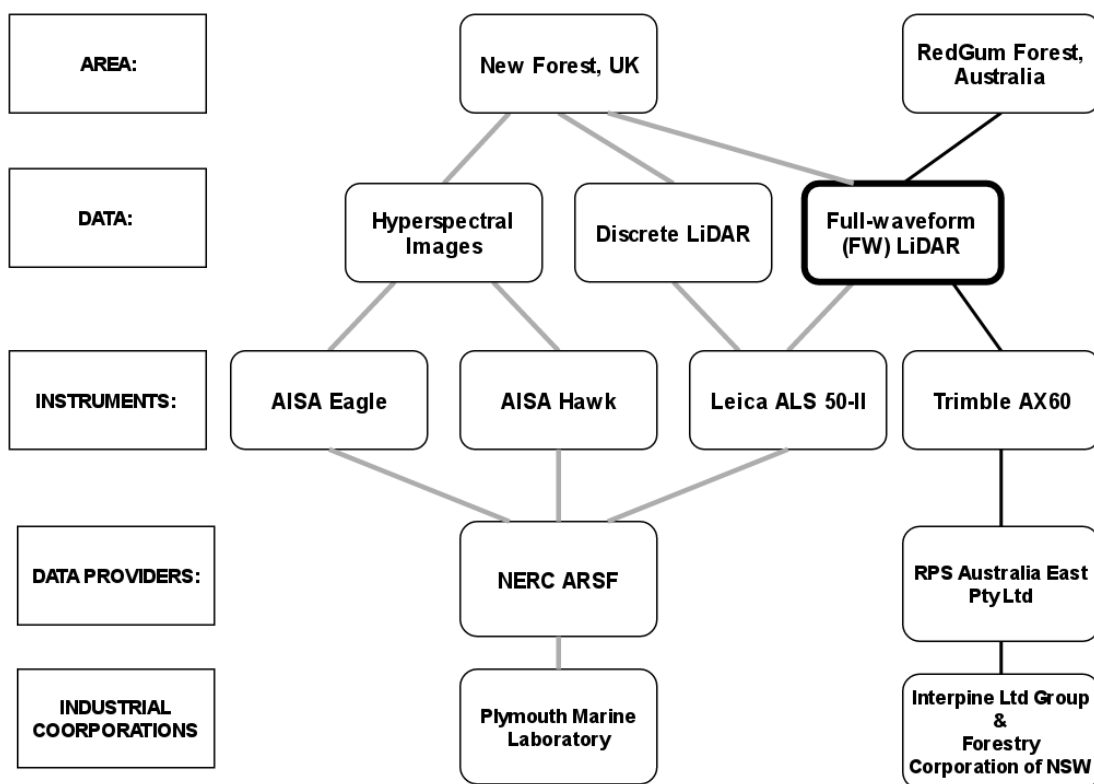 AREA:
New Forest, UK
RedGum Forest,
Australia
DATA:
Hyperspectral
Images
Discrete LiDAR
Full-waveform
(FW) LiDAR
INSTRUMENTS:
AISA Eagle
AISA Hawk
Leica ALS 50-II
Trimble AX60
DATA PROVIDERS:
NERC ARSF
RPS Australia East
Pty Ltd
INDUSTRIAL
COORPORATIONS
Plymouth Marine
Laboratory
Interpine Ltd Group
&
Forestry
Corporation of NSW